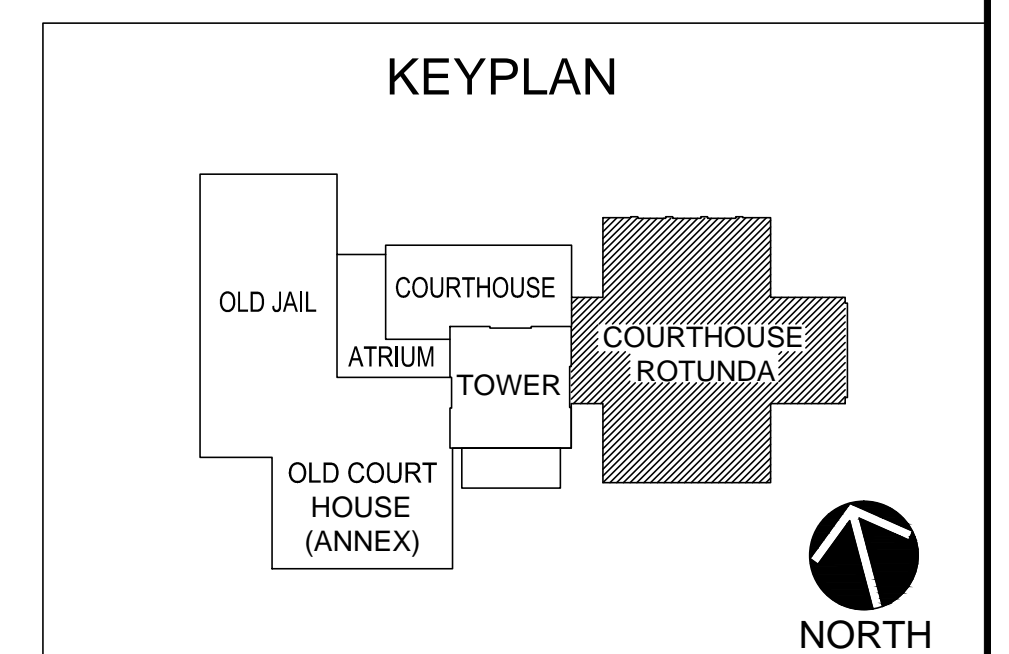 KEYPLAN
OLD JAIL
COURTHOUSE
ATRIUM
TOWER
COURTHOUSE
ROTUNDA
OLD COURT
HOUSE
(ANNEX)
NORTH